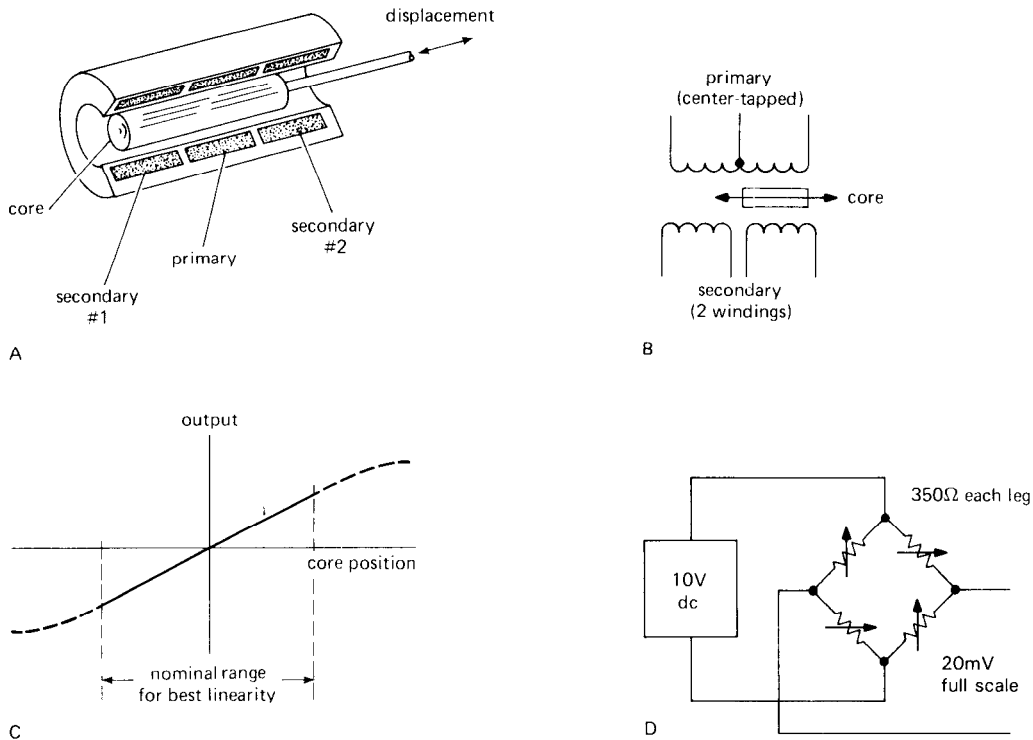 displacement
core
primary
secondary
#2
secondary
#1
A
primary
(center-tapped)
core
secondary
(2 windings)
B
output
core position
nominal range
for best linearity
C
350Ω each leg
10V
dc
20mV
full scale
D